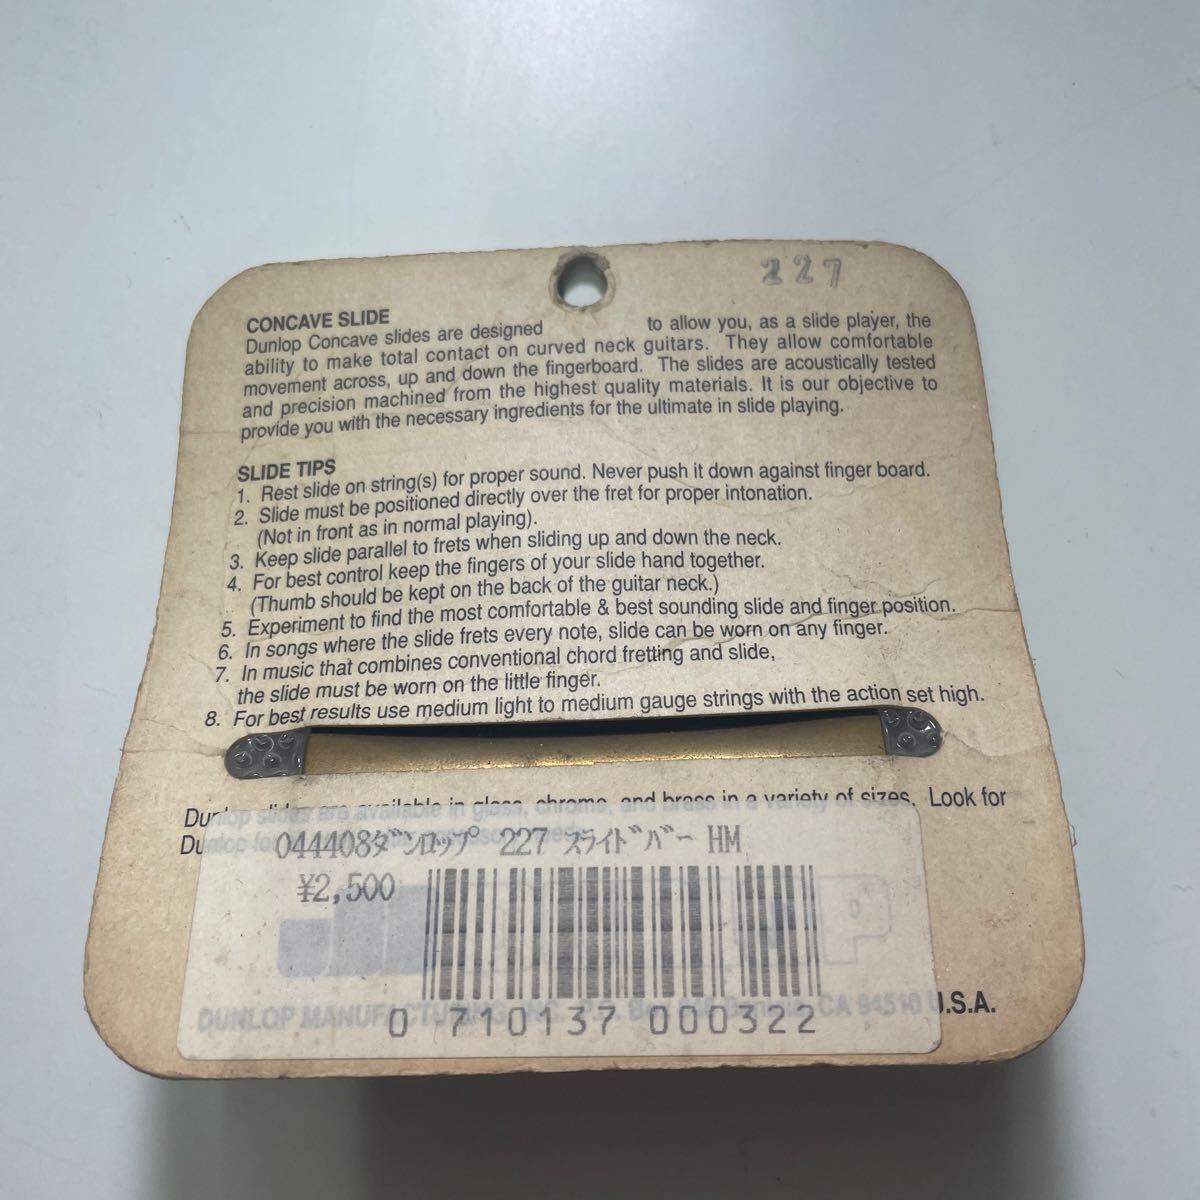 227
CONCAVE SLIDE
Dunlop Concave slides are designed to allow you, as a slide player, the
ability to make total contact on curved neck guitars. They allow comfortable
movement across, up and down the fingerboard. The slides are acoustically tested
and precision machined from the highest quality materials. It is our objective to
provide you with the necessary ingredients for the ultimate in slide playing.
SLIDE TIPS
1. Rest slide on string(s) for proper sound. Never push it down against finger board.
2. Slide must be positioned directly over the fret for proper intonation.
(Not in front as in normal playing).
3. Keep slide parallel to frets when sliding up and down the neck.
4. For best control keep the fingers of your slide hand together.
(Thumb should be kept on the back of the guitar neck.)
5. Experiment to find the most comfortable & best sounding slide and finger position.
6. In songs where the slide frets every note, slide can be worn on any finger.
7. In music that combines conventional chord fretting and slide,
the slide must be worn on the little finger.
8. For best results use medium light to medium gauge strings with the action set high.
Dunlop slides are available in glass, chrome, and brass in a variety of sizes. Look for
Dunlop for
044408ダンロップ 227 スライドバー HM
¥2,500
DUNLOP MANUFACTURING, INC. P.O. Box Benicia, CA 94510 U.S.A.
0 710137 000322